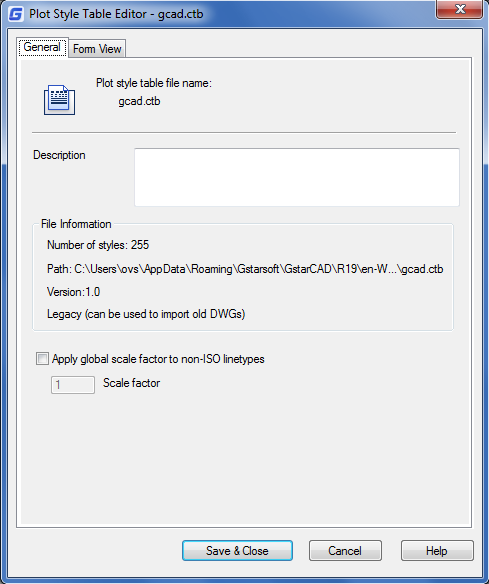 Plot Style Table Editor - gcad.ctb
General Form View
Plot style table file name:
gcad.ctb
Description
File Information
Number of styles: 255
Path: C:\Users\ovs\AppData\Roaming\Gstarsoft\GstarCAD\R19\en-W...\gcad.ctb
Version:1.0
Legacy (can be used to import old DWGs)
Apply global scale factor to non-ISO linetypes
1 Scale factor
Save & Close Cancel Help